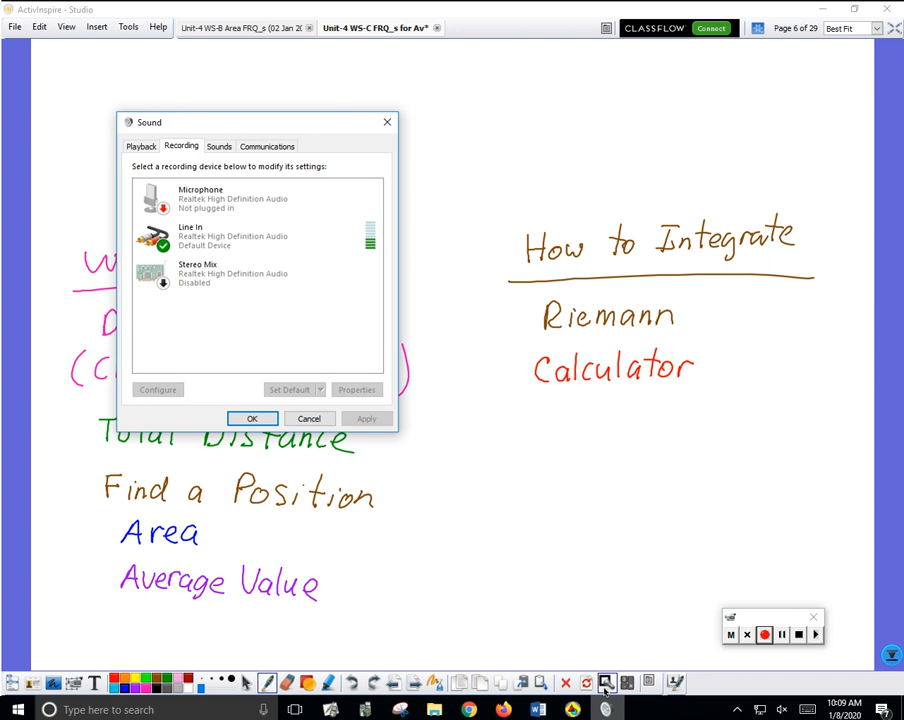 ActivInspire - Studio
File Edit View Insert Tools Help Unit-4 WS-B Area FRQ_s (02 Jan 20 Unit-4 WS-C FRQ_s for Av* CLASSFLOW Connect Page 6 of 29 Best Fit
Sound
Playback Recording Sounds Communications
Select a recording device below to modify its settings:
Microphone
Realtek High Definition Audio
Not plugged in
Line In
Realtek High Definition Audio
Default Device
Stereo Mix
Realtek High Definition Audio
Disabled
Configure Set Default Properties
OK Cancel Apply
Total Distance
Find a Position
Area
Average Value
How to Integrate
Riemann
Calculator
M
Type here to search
10:09 AM
1/8/2020